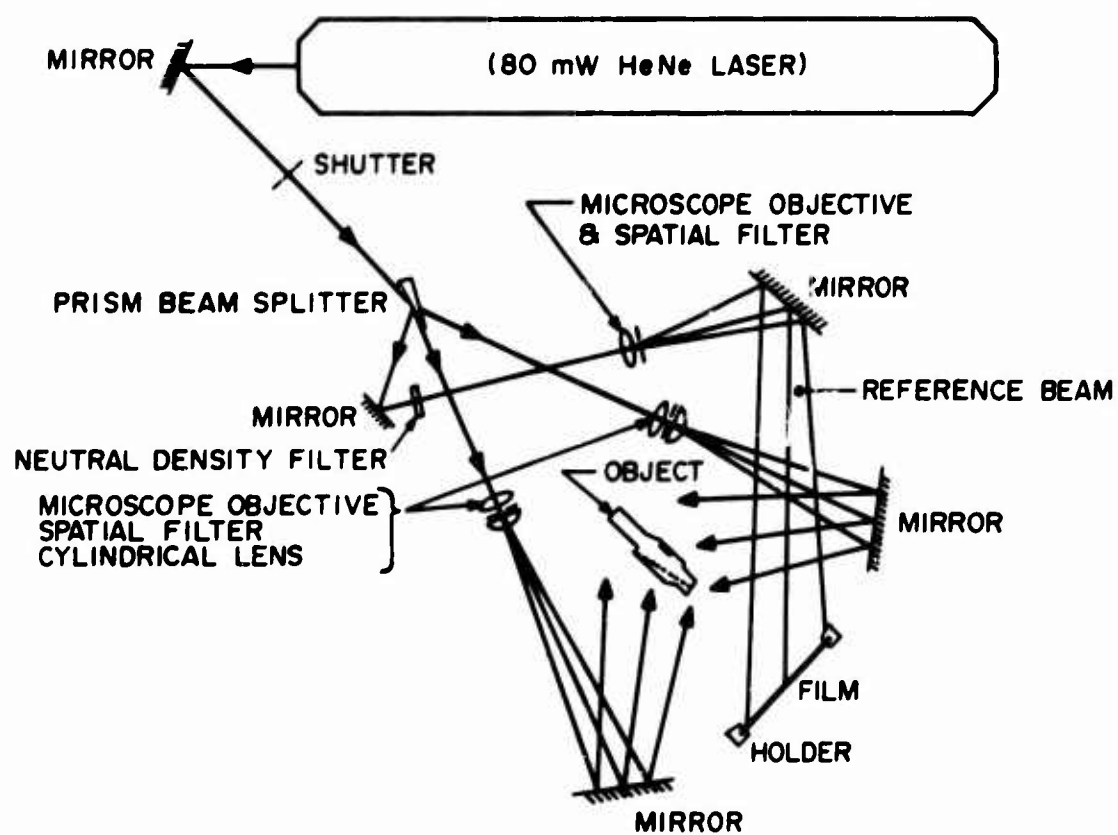 MIRROR
(80 mW HeNe LASER)
SHUTTER
MICROSCOPE OBJECTIVE
& SPATIAL FILTER
PRISM BEAM SPLITTER
MIRROR
REFERENCE BEAM
MIRROR
NEUTRAL DENSITY FILTER
OBJECT
MICROSCOPE OBJECTIVE
SPATIAL FILTER
CYLINDRICAL LENS
MIRROR
FILM
HOLDER
MIRROR